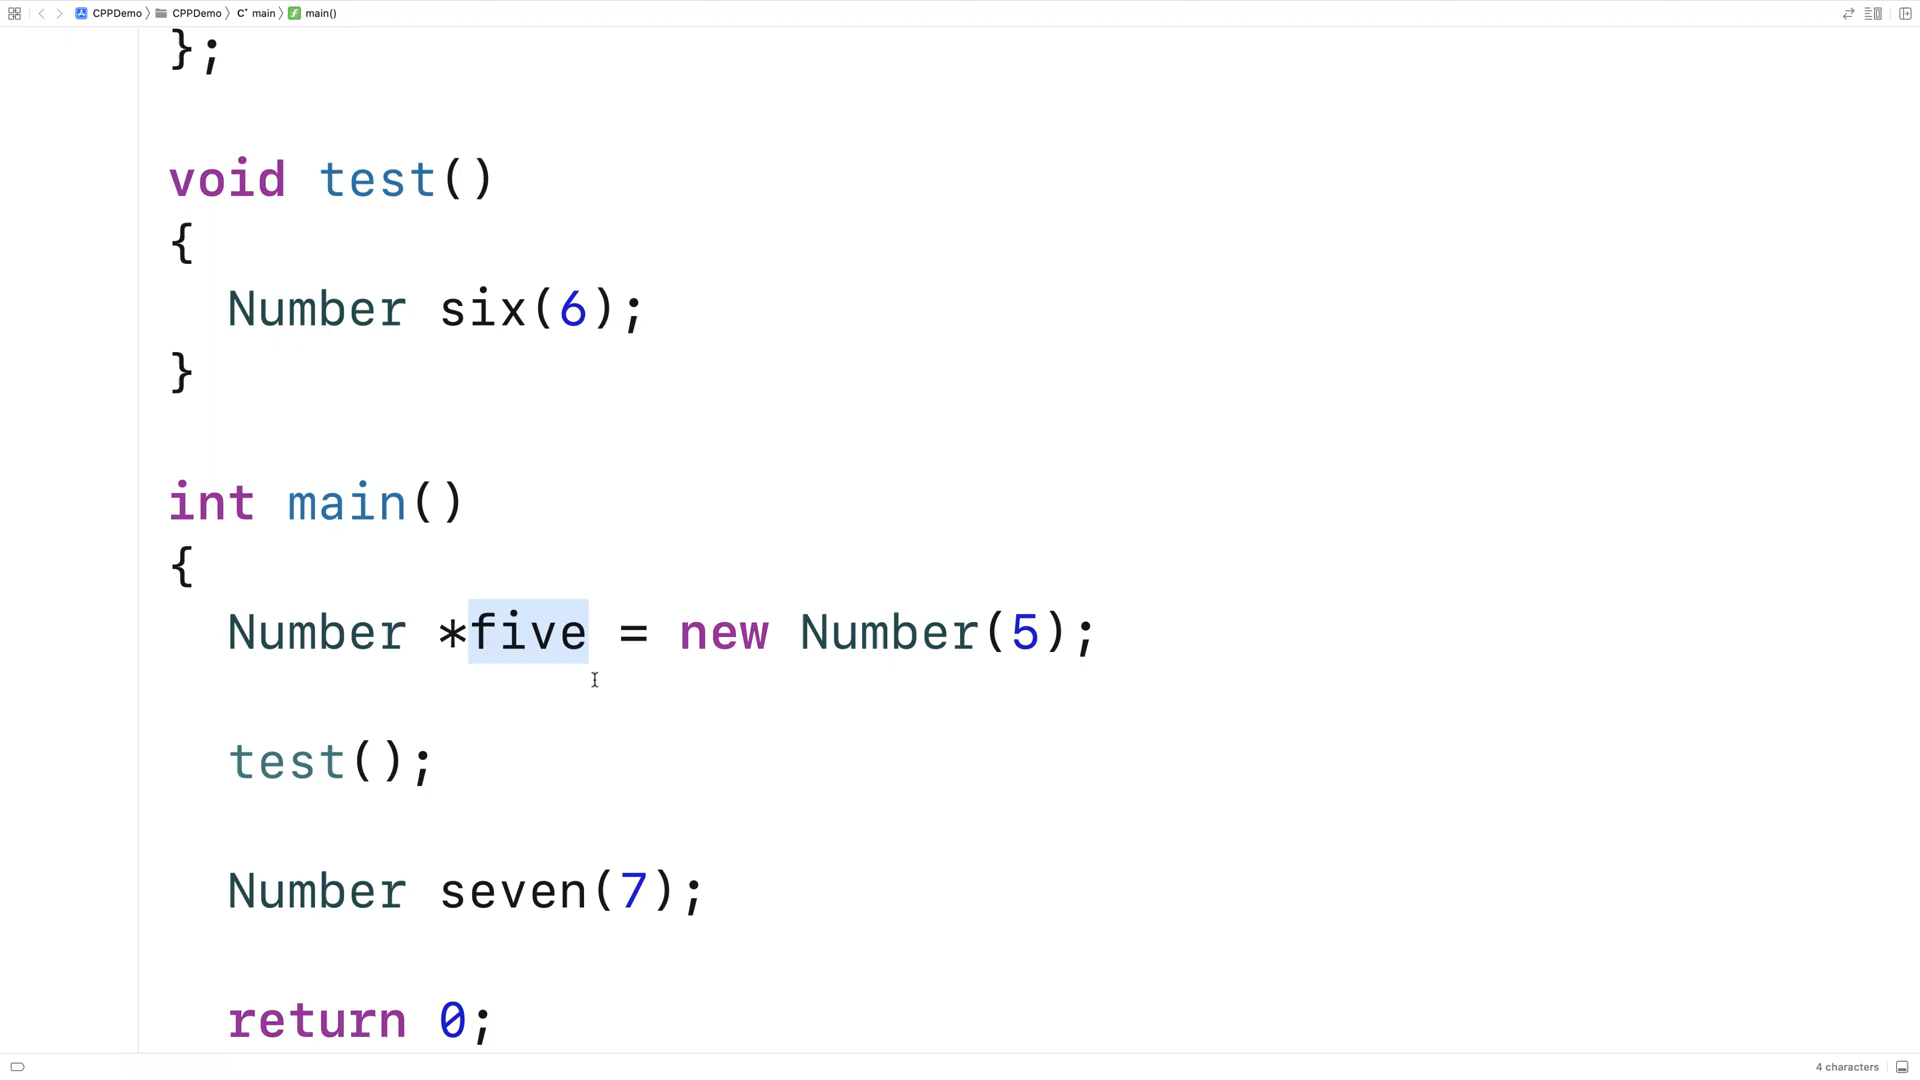 CPPDemo 〉 CPPDemo 〉 C⁺ main 〉 f main()
};
void test()
{
Number six(6);
}
int main()
{
Number *five = new Number(5);
test();
Number seven(7);
return 0;
4 characters